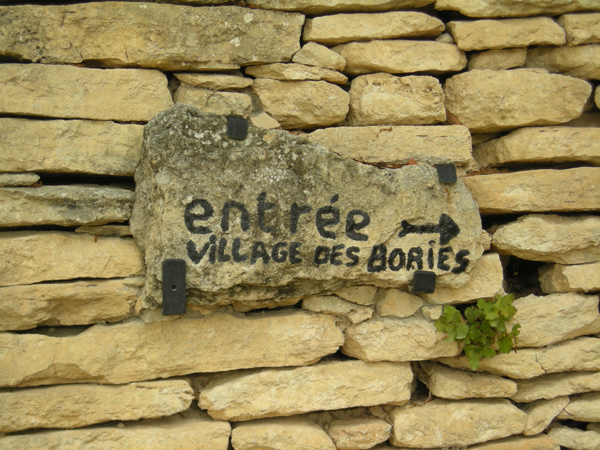 entrée →
VILLAGE DES BORIES